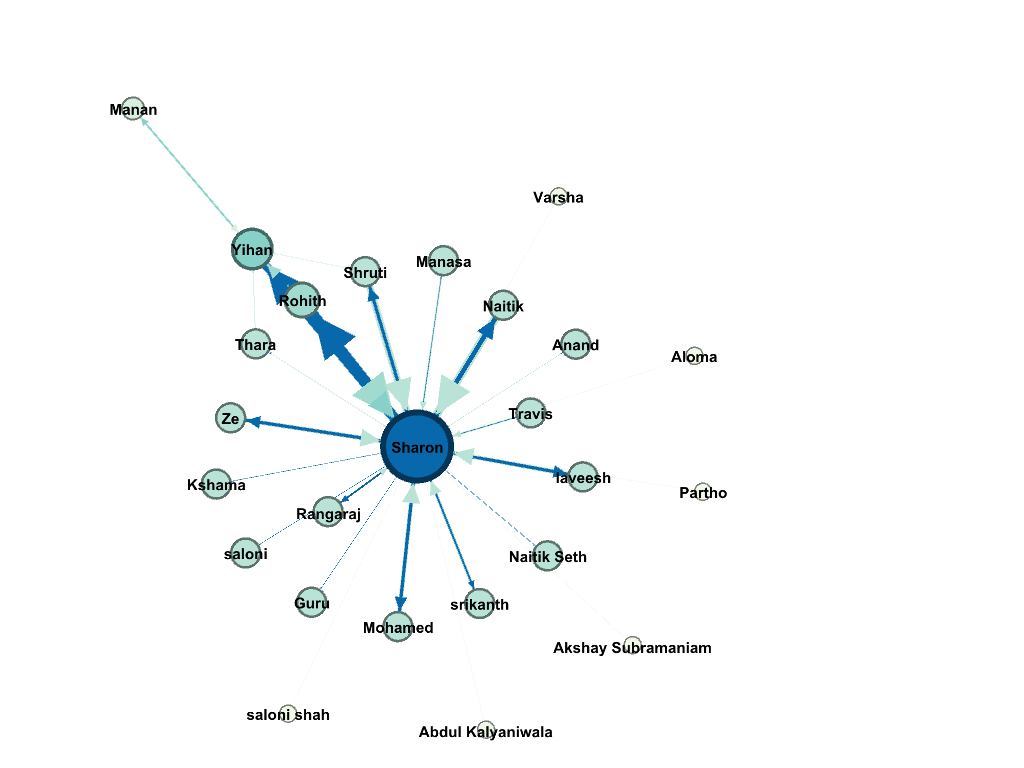 Manan
Varsha
Yihan
Manasa
Shruti
Rohith
Naitik
Thara
Anand
Aloma
Travis
Ze
Sharon
laveesh
Kshama
Partho
Rangaraj
saloni
Naitik Seth
Guru
srikanth
Mohamed
Akshay Subramaniam
saloni shah
Abdul Kalyaniwala